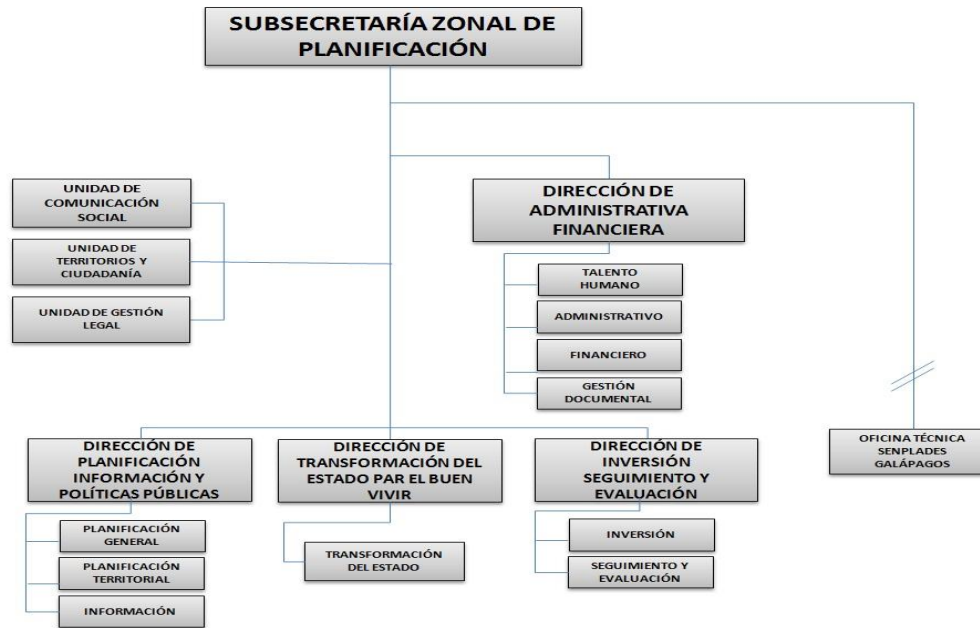 SUBSECRETARÍA ZONAL DE
PLANIFICACIÓN
UNIDAD DE
COMUNICACIÓN
SOCIAL
UNIDAD DE
TERRITORIOS Y
CIUDADANÍA
UNIDAD DE GESTIÓN
LEGAL
DIRECCIÓN DE
ADMINISTRATIVA
FINANCIERA
TALENTO
HUMANO
ADMINISTRATIVO
FINANCIERO
GESTIÓN
DOCUMENTAL
DIRECCIÓN DE
PLANIFICACIÓN
INFORMACIÓN Y
POLÍTICAS PÚBLICAS
PLANIFICACIÓN
GENERAL
PLANIFICACIÓN
TERRITORIAL
INFORMACIÓN
DIRECCIÓN DE
TRANSFORMACIÓN DEL
ESTADO PAR EL BUEN
VIVIR
TRANSFORMACIÓN
DEL ESTADO
DIRECCIÓN DE
INVERSIÓN
SEGUIMIENTO Y
EVALUACIÓN
INVERSIÓN
SEGUIMIENTO Y
EVALUACIÓN
OFICINA TÉCNICA
SENPLADES
GALÁPAGOS